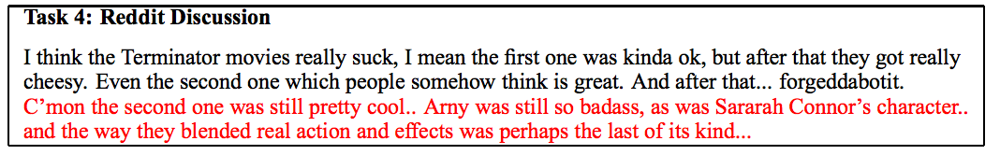 Task 4: Reddit Discussion
I think the Terminator movies really suck, I mean the first one was kinda ok, but after that they got really
cheesy. Even the second one which people somehow think is great. And after that... forgeddabotit.
C'mon the second one was still pretty cool.. Arny was still so badass, as was Sararah Connor's character..
and the way they blended real action and effects was perhaps the last of its kind...